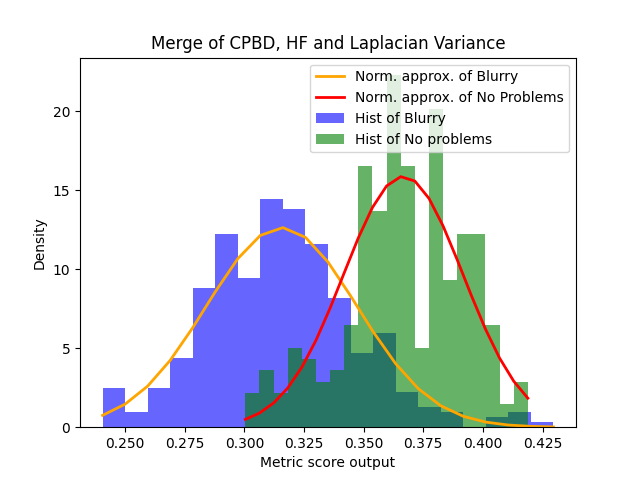 Merge of CPBD, HF and Laplacian Variance
Norm. approx. of Blurry
Norm. approx. of No Problems
Hist of Blurry
Hist of No problems
Density
20
15
10
5
0
0.250
0.275
0.300
0.325
0.350
0.375
0.400
0.425
Metric score output